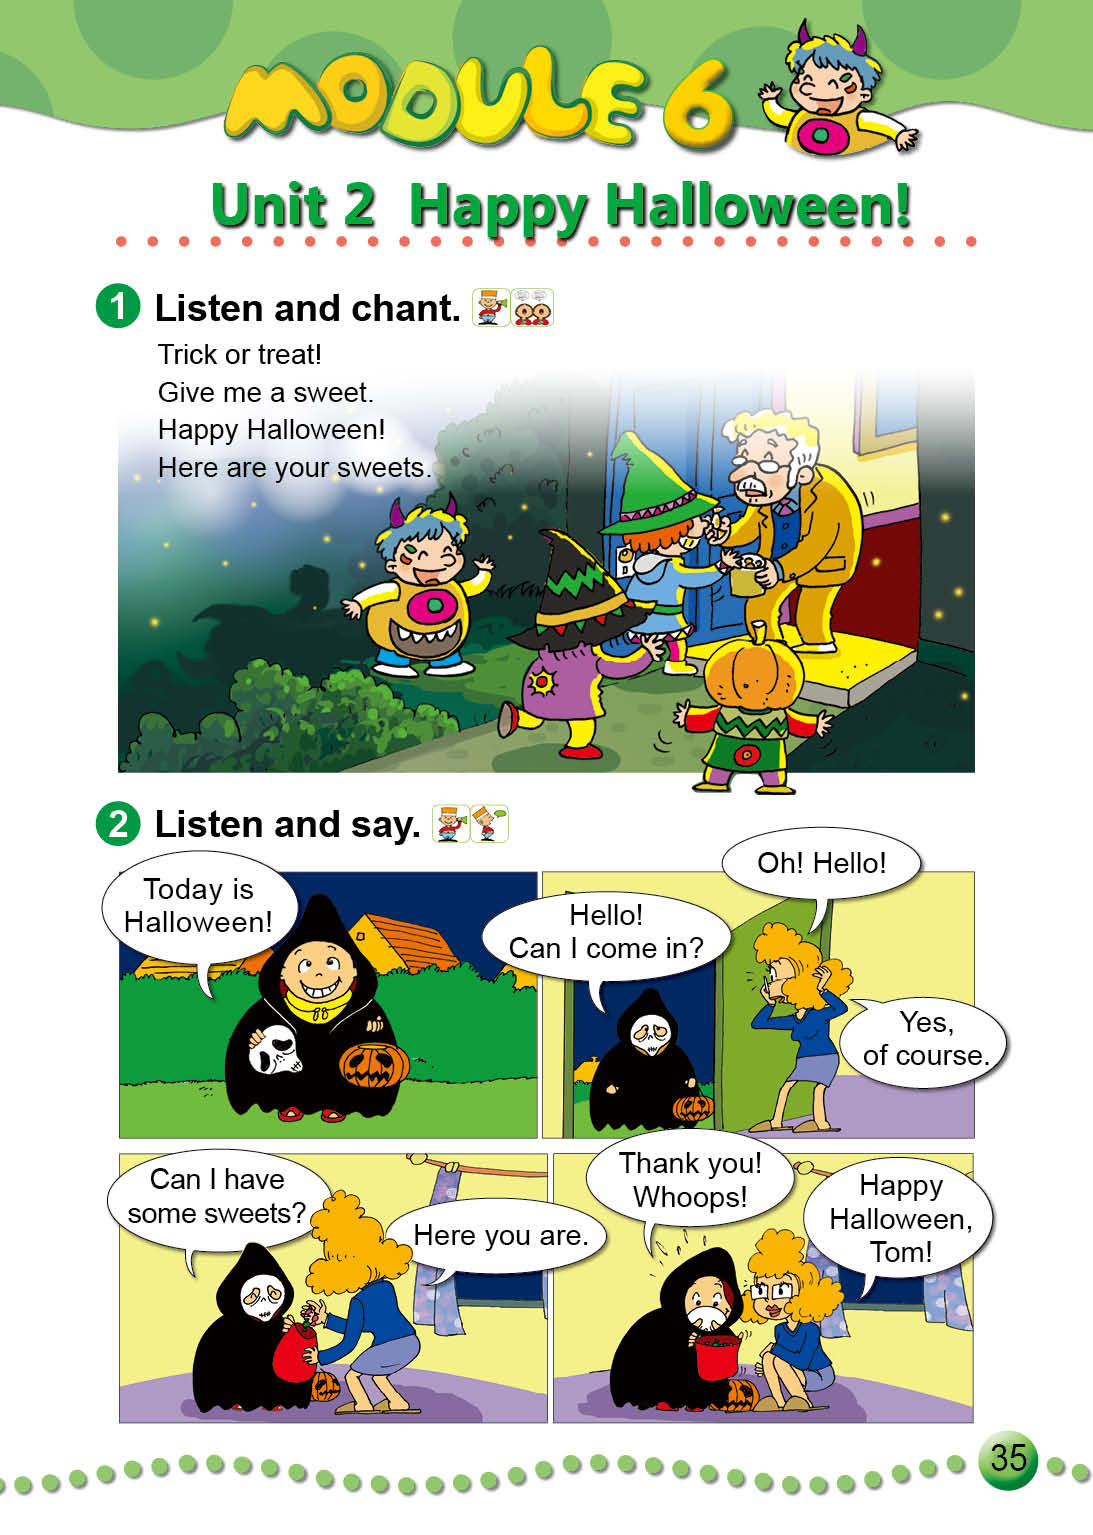 MODULE 6
Unit 2 Happy Halloween!
1 Listen and chant.
Trick or treat!
Give me a sweet.
Happy Halloween!
Here are your sweets.
2 Listen and say.
Today is
Halloween!
Hello!
Can I come in?
Oh! Hello!
Yes,
of course.
Can I have
some sweets?
Here you are.
Thank you!
Whoops!
Happy
Halloween,
Tom!
35